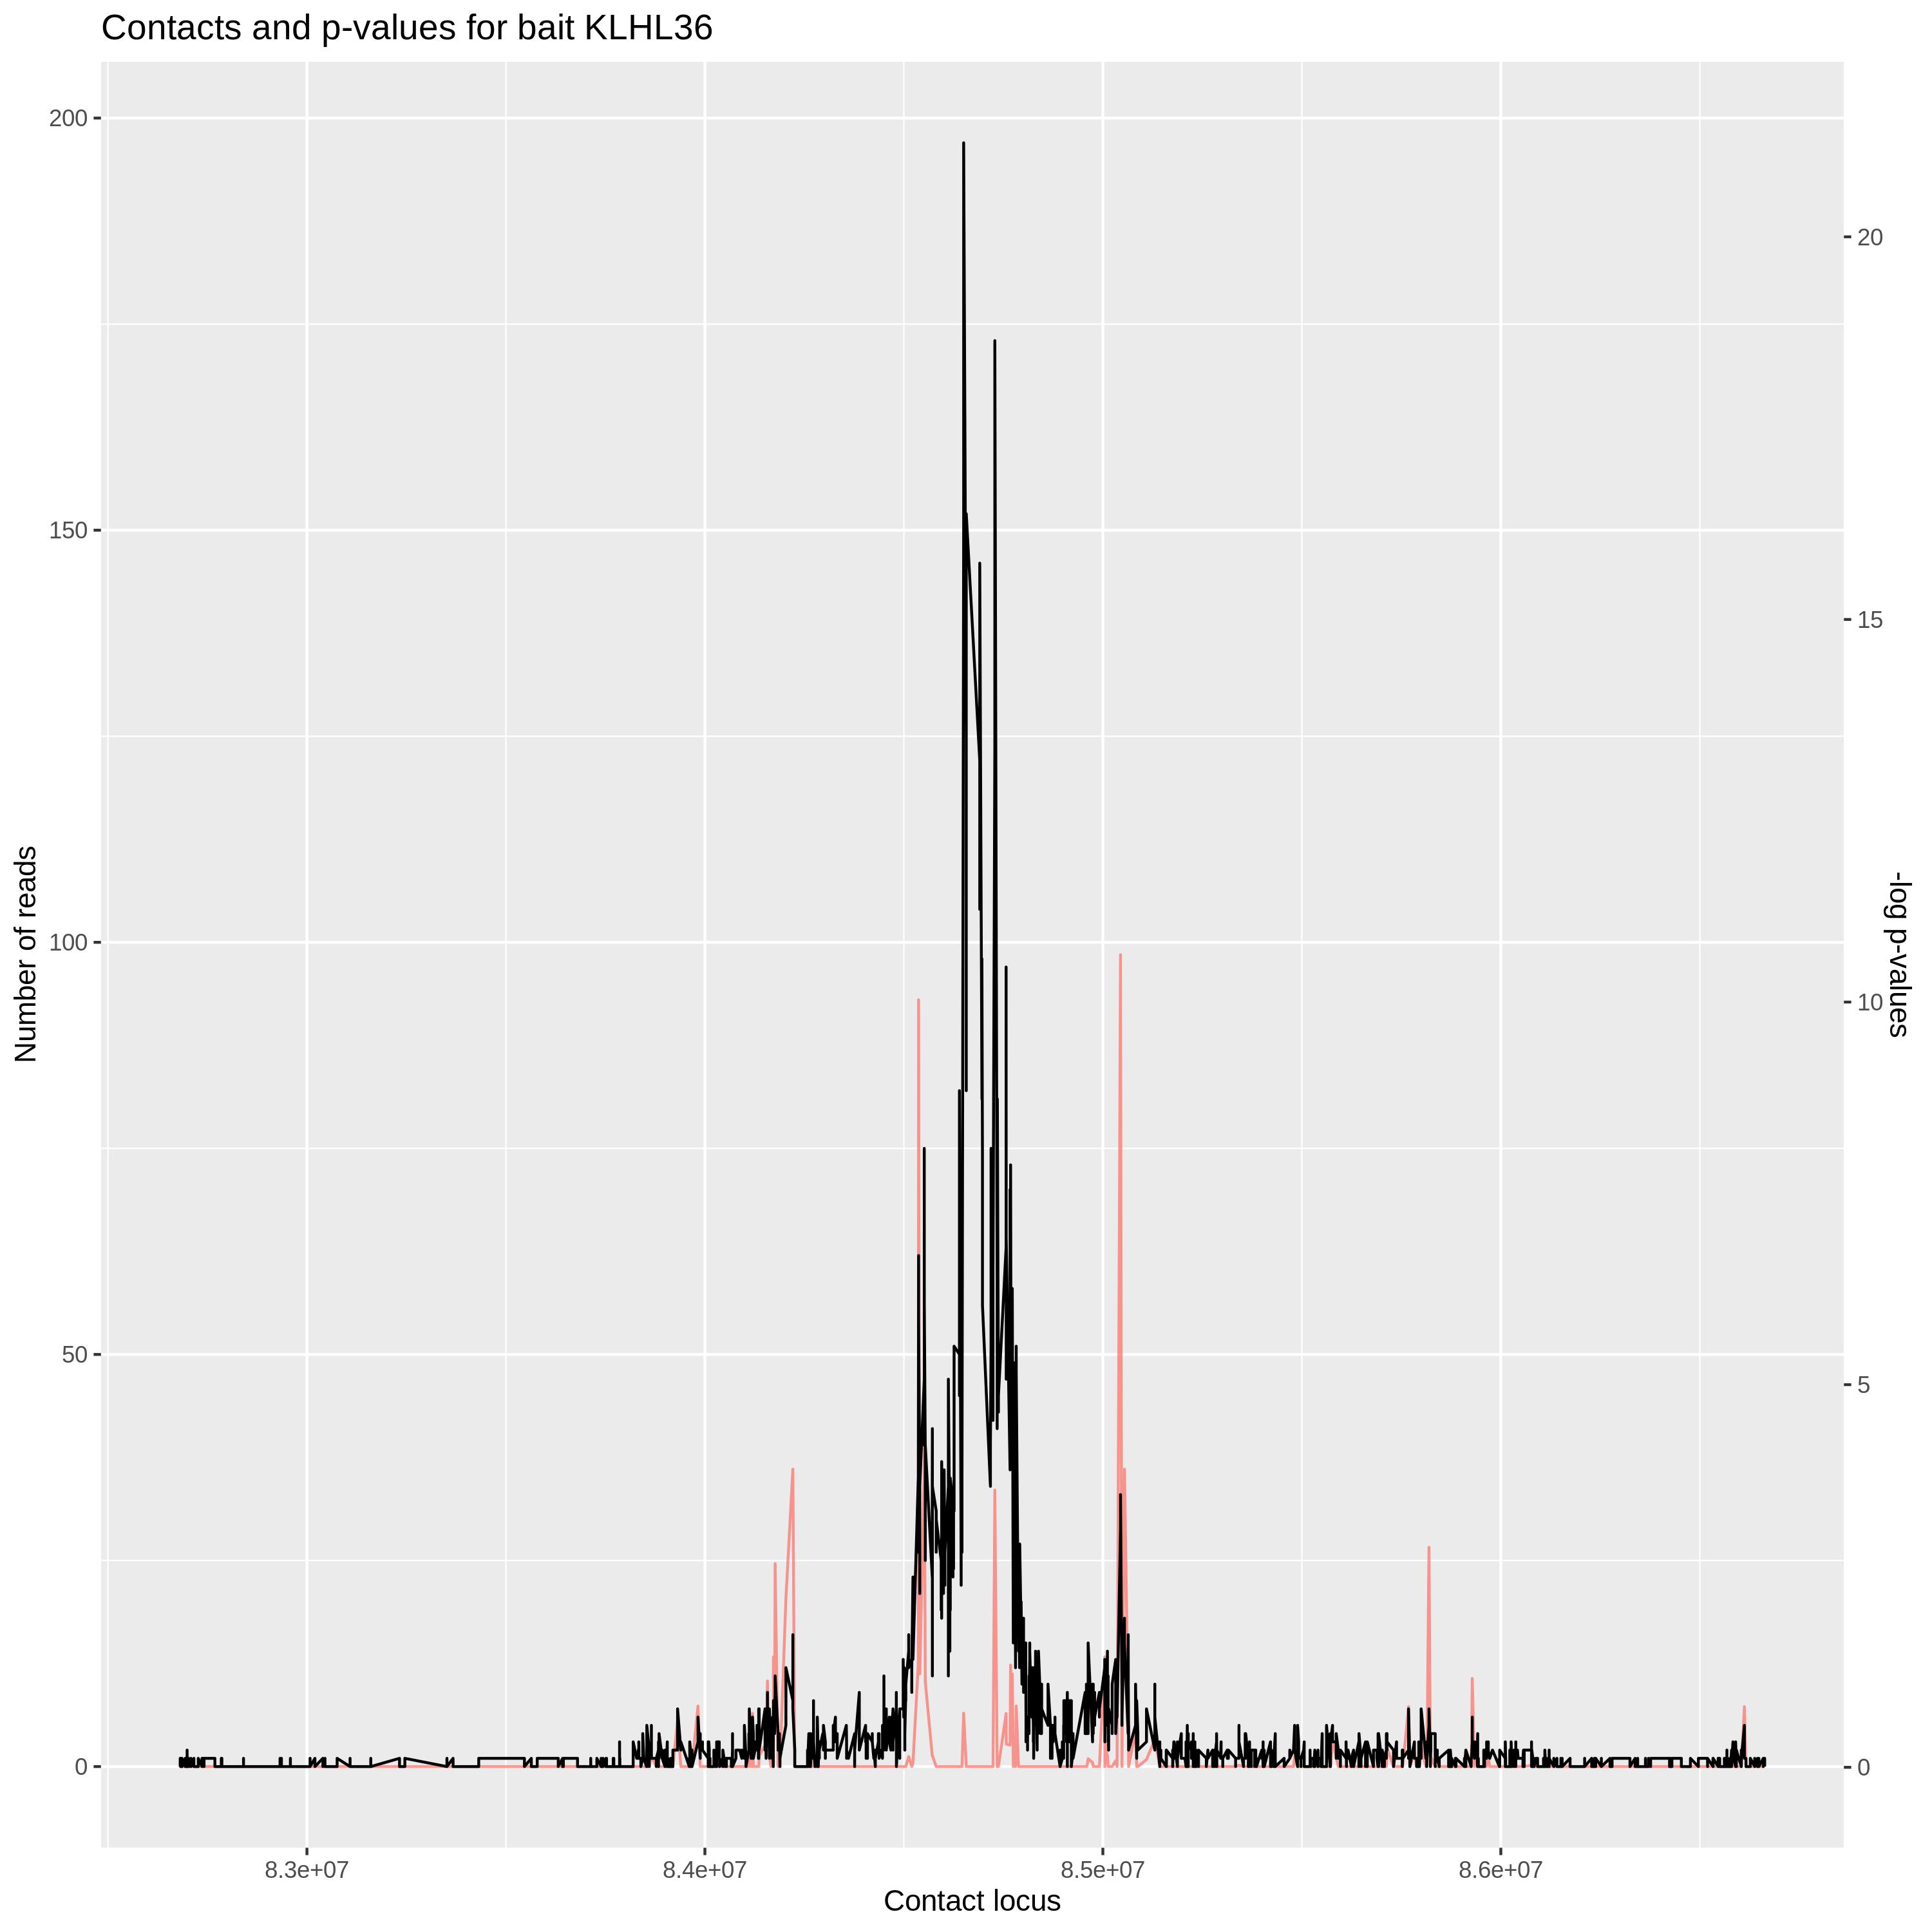 Contacts and p-values for bait KLHL36
200
150
100
50
0
Number of reads
20
15
10
5
0
-log p-values
8.3e+07
8.4e+07
8.5e+07
8.6e+07
Contact locus